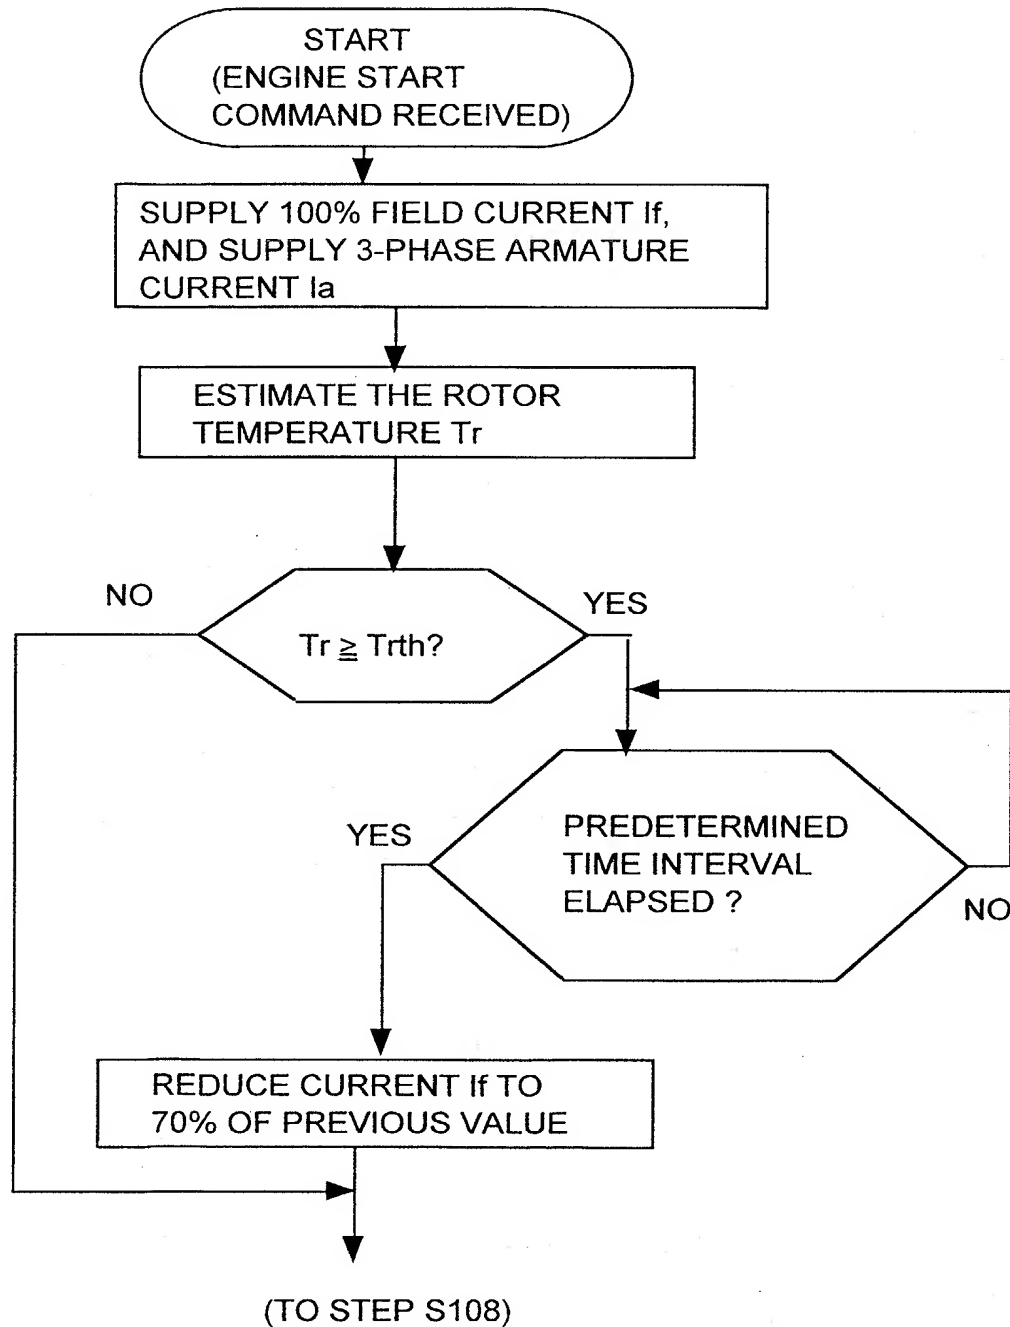 START
(ENGINE START
COMMAND RECEIVED)
SUPPLY 100% FIELD CURRENT If,
AND SUPPLY 3-PHASE ARMATURE
CURRENT Ia
ESTIMATE THE ROTOR
TEMPERATURE Tr
NO
YES
Tr ≧ Trth?
YES
PREDETERMINED
TIME INTERVAL
ELAPSED ?
NO
REDUCE CURRENT If TO
70% OF PREVIOUS VALUE
(TO STEP S108)